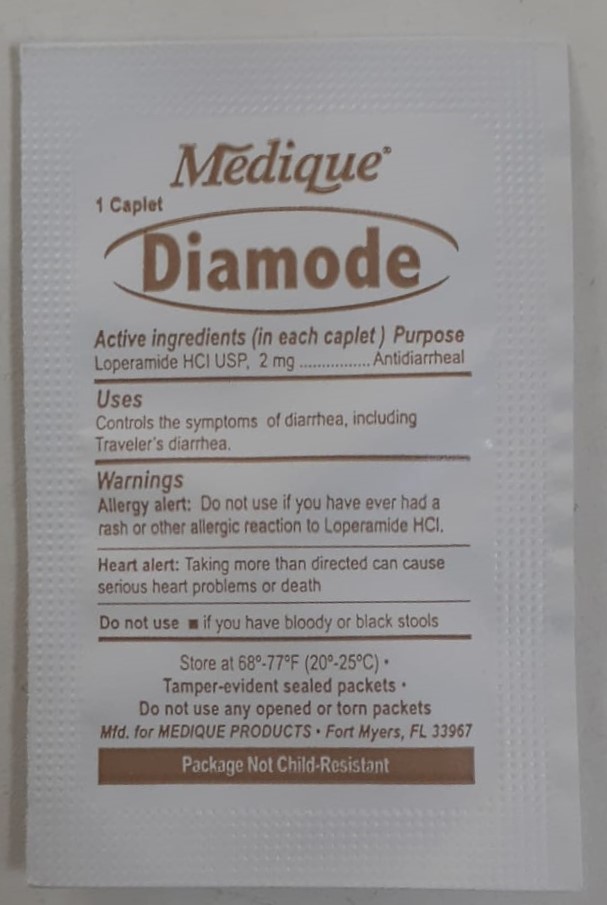 Medique®
1 Caplet
Diamode
Active ingredients (in each caplet) Purpose
Loperamide HCl USP, 2 mg ................ Antidiarrheal
Uses
Controls the symptoms of diarrhea, including
Traveler's diarrhea.
Warnings
Allergy alert: Do not use if you have ever had a
rash or other allergic reaction to Loperamide HCl.
Heart alert: Taking more than directed can cause
serious heart problems or death
Do not use ■ if you have bloody or black stools
Store at 68º-77ºF (20º-25ºC) •
Tamper-evident sealed packets •
Do not use any opened or torn packets
Mfd. for MEDIQUE PRODUCTS • Fort Myers, FL 33967
Package Not Child-Resistant